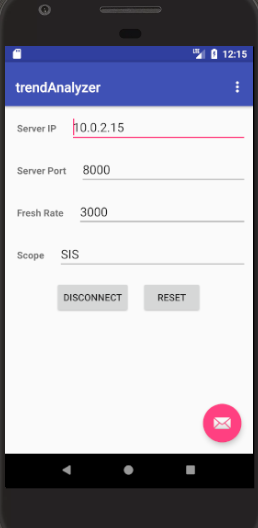 LTE 12:15
trendAnalyzer
Server IP 10.0.2.15
Server Port 8000
Fresh Rate 3000
Scope SIS
DISCONNECT RESET